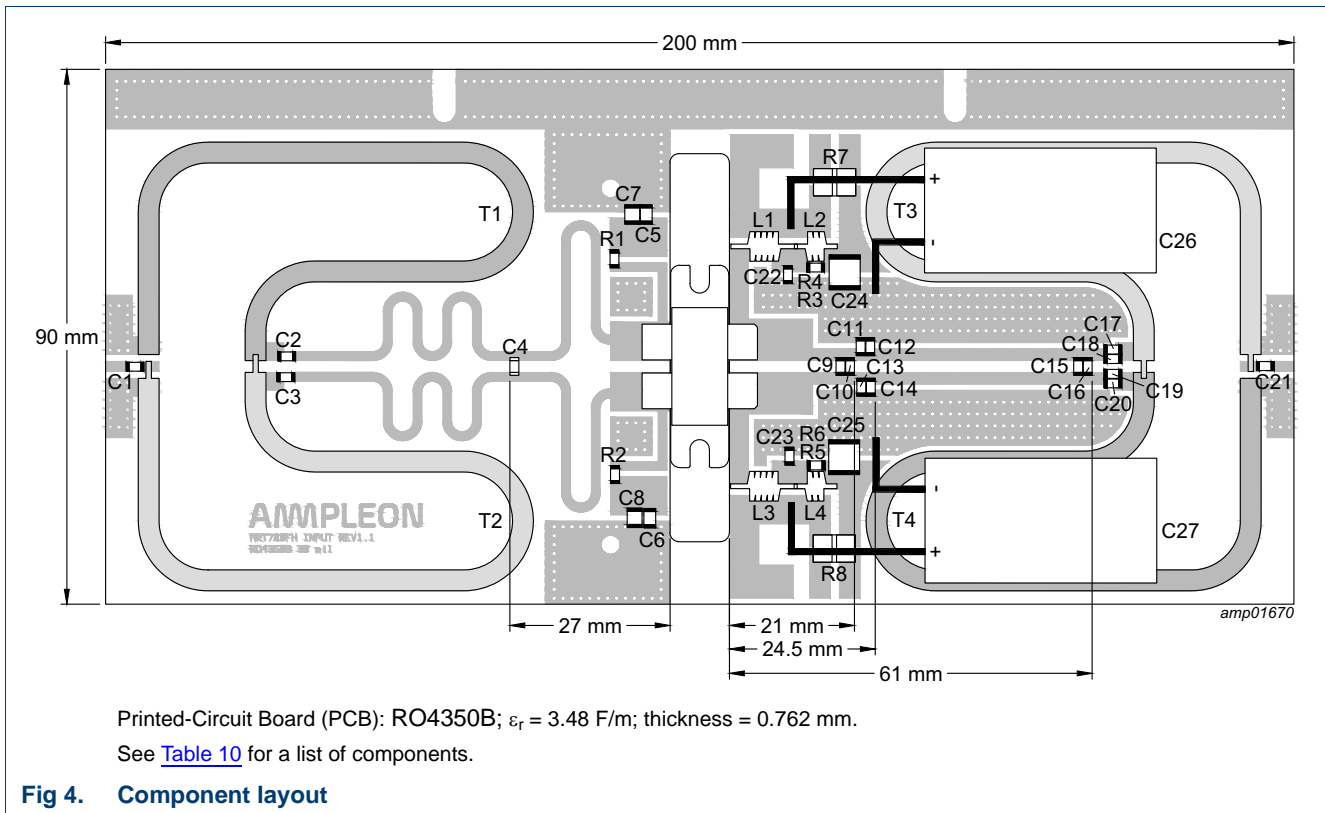 200 mm
90 mm
R7
C7
T1
C5
L1
L2
T3
+
R1
-
C26
C22
R4
R3
C24
C11
C12
C17
C18
C2
C4
C13
C9
C15
C1
C10
C14
C16
C19
C20
C21
C3
R6
C25
C23
R5
R2
-
AMPLEON
INPUT REV1.1
T2
C8
C6
L3
L4
T4
C27
+
R8
amp01670
27 mm
21 mm
24.5 mm
61 mm
Printed-Circuit Board (PCB): RO4350B; εr = 3.48 F/m; thickness = 0.762 mm.
See Table 10 for a list of components.
Fig 4. Component layout